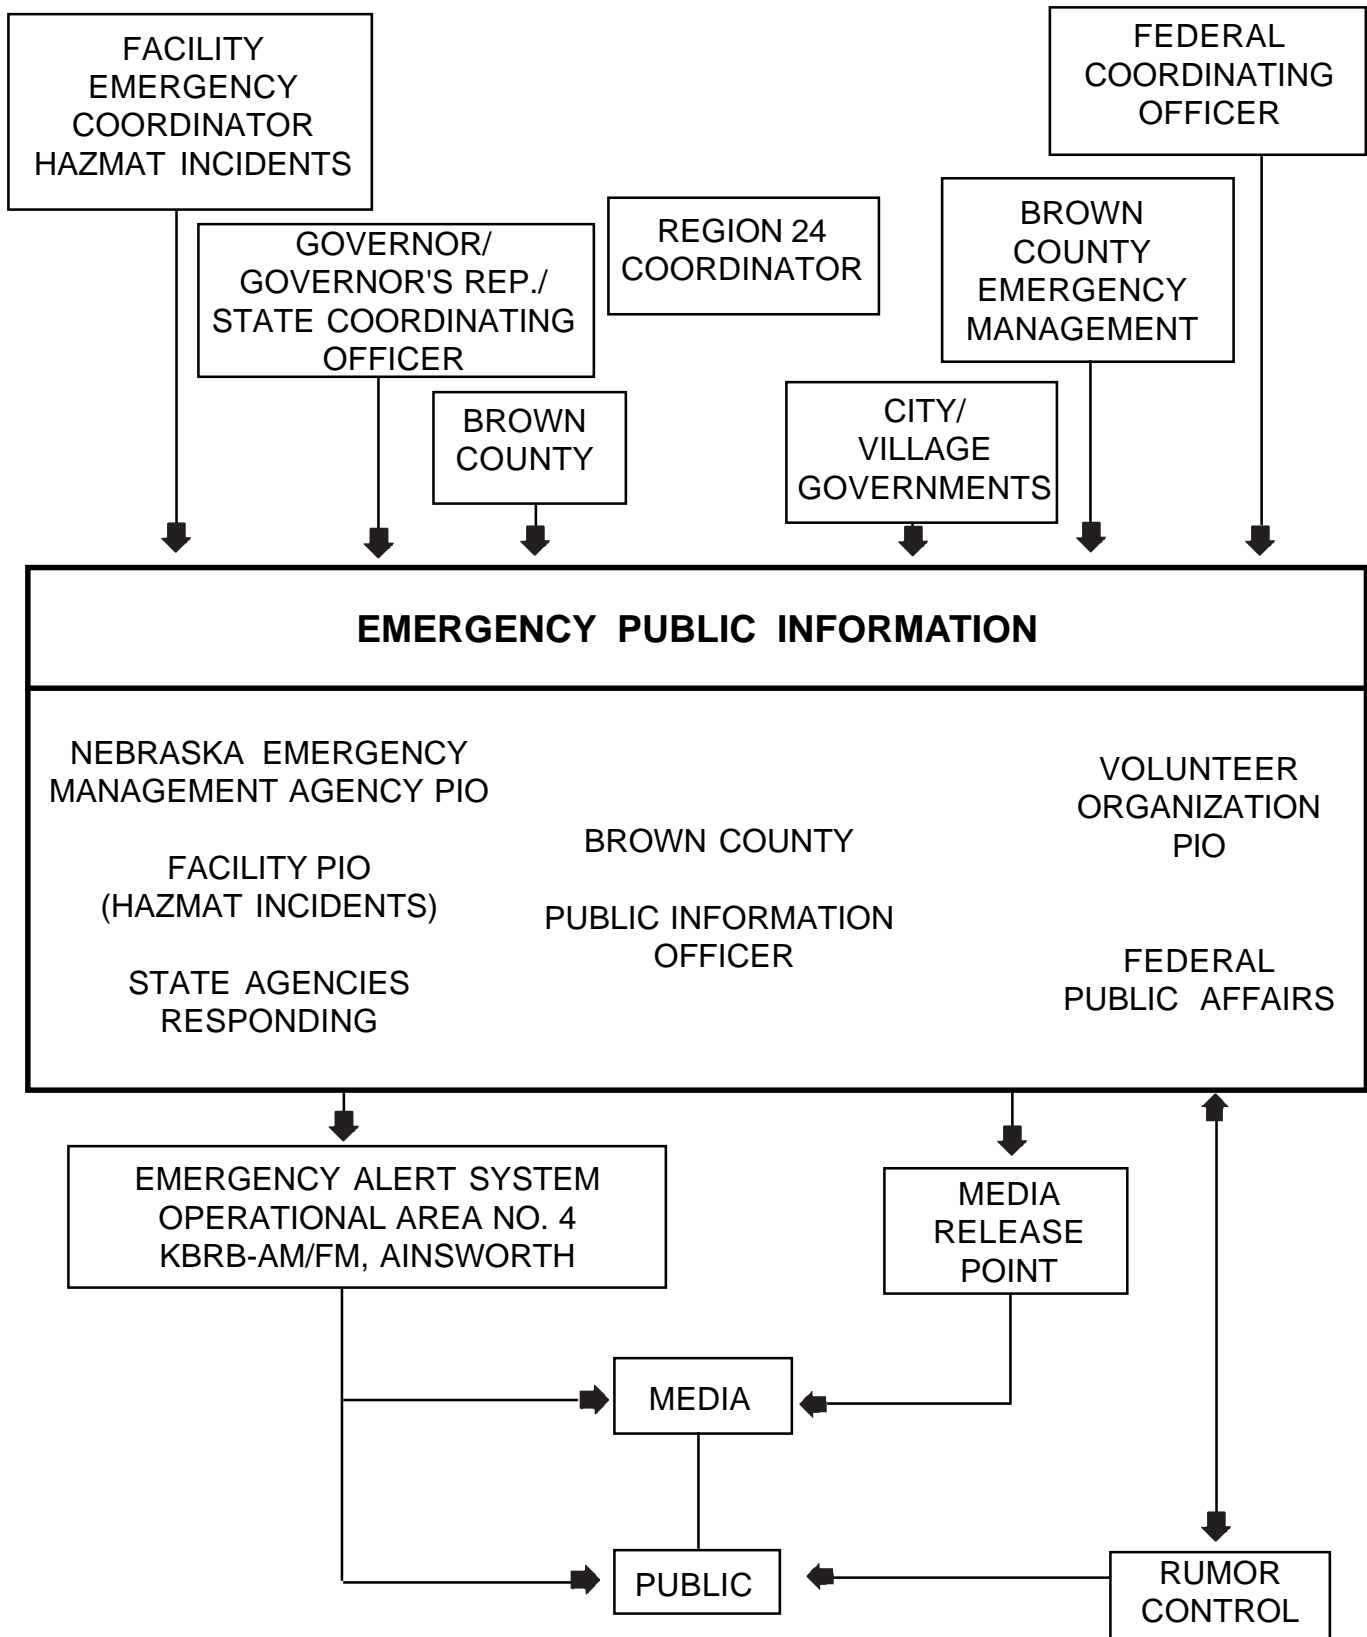 FACILITY
EMERGENCY
COORDINATOR
HAZMAT INCIDENTS
FEDERAL
COORDINATING
OFFICER
GOVERNOR/
GOVERNOR'S REP./
STATE COORDINATING
OFFICER
REGION 24
COORDINATOR
BROWN
COUNTY
EMERGENCY
MANAGEMENT
BROWN
COUNTY
CITY/
VILLAGE
GOVERNMENTS
EMERGENCY PUBLIC INFORMATION
NEBRASKA EMERGENCY
MANAGEMENT AGENCY PIO
FACILITY PIO
(HAZMAT INCIDENTS)
STATE AGENCIES
RESPONDING
BROWN COUNTY
PUBLIC INFORMATION
OFFICER
VOLUNTEER
ORGANIZATION
PIO
FEDERAL
PUBLIC AFFAIRS
EMERGENCY ALERT SYSTEM
OPERATIONAL AREA NO. 4
KBRB-AM/FM, AINSWORTH
MEDIA
RELEASE
POINT
MEDIA
PUBLIC
RUMOR
CONTROL